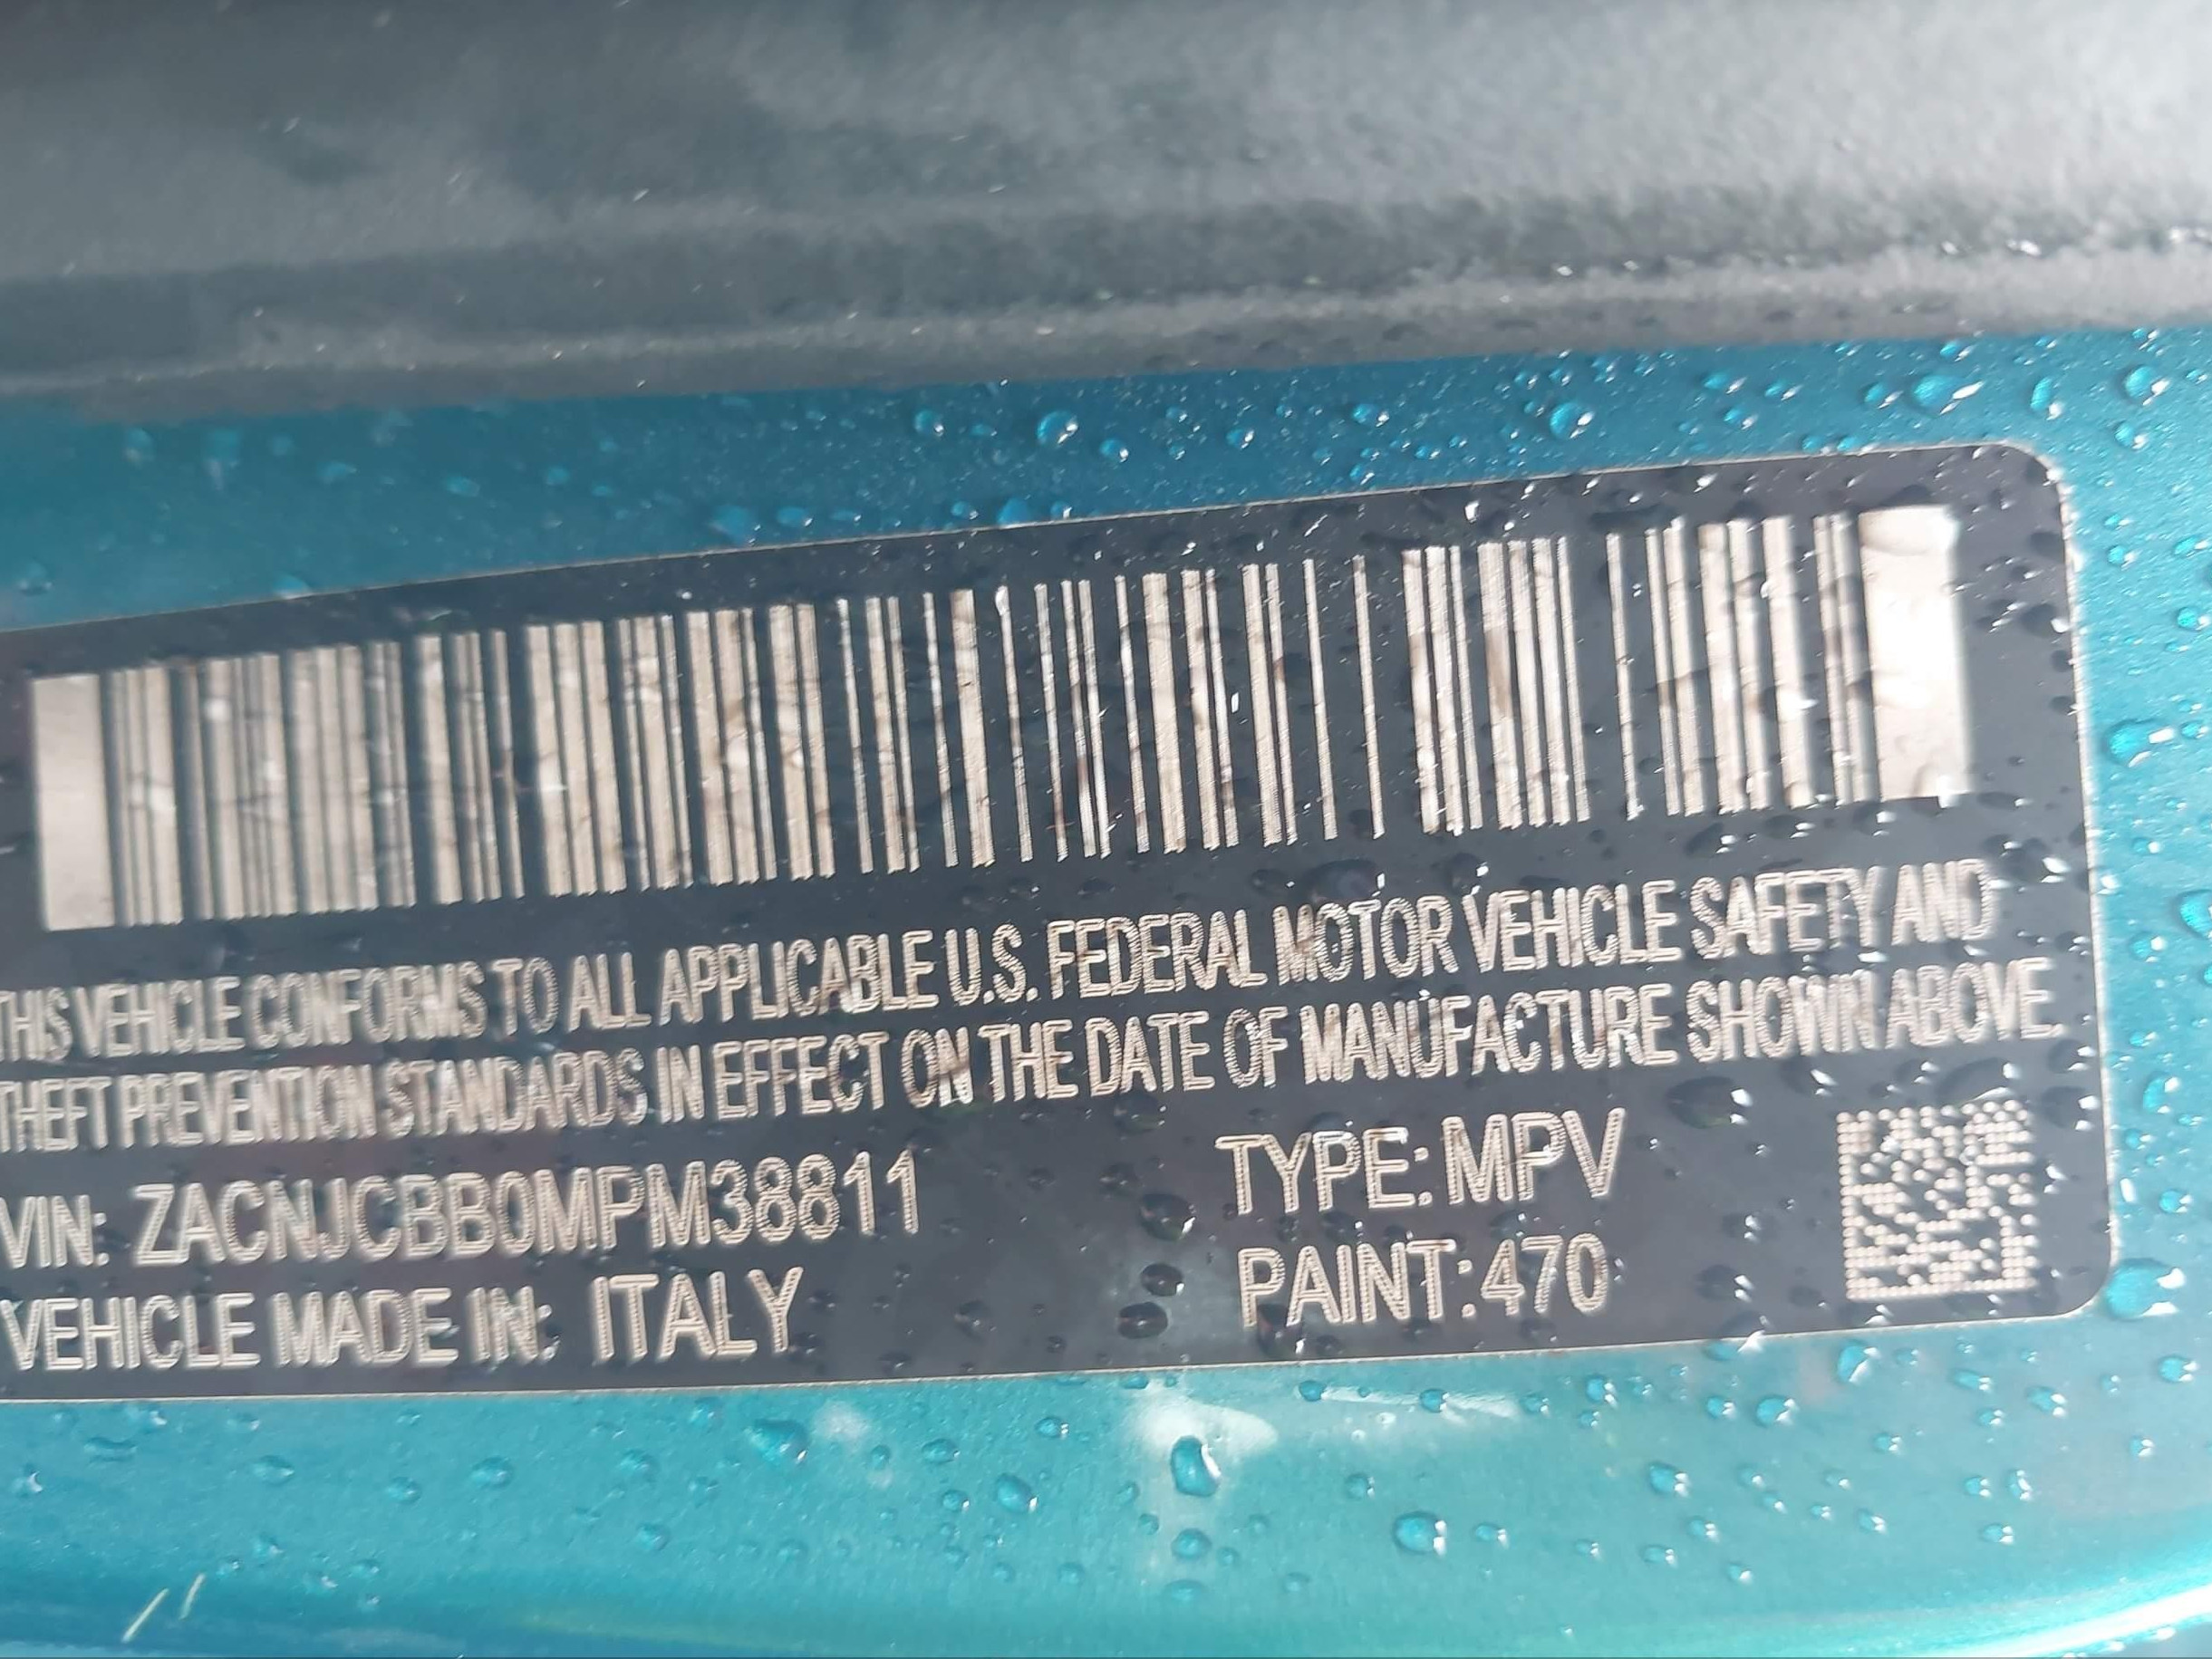 THIS VEHICLE CONFORMS TO ALL APPLICABLE U.S. FEDERAL MOTOR VEHICLE SAFETY AND
THEFT PREVENTION STANDARDS IN EFFECT ON THE DATE OF MANUFACTURE SHOWN ABOVE.
VIN: ZACNJCBB0MPM38811 TYPE: MPV
VEHICLE MADE IN: ITALY PAINT:470